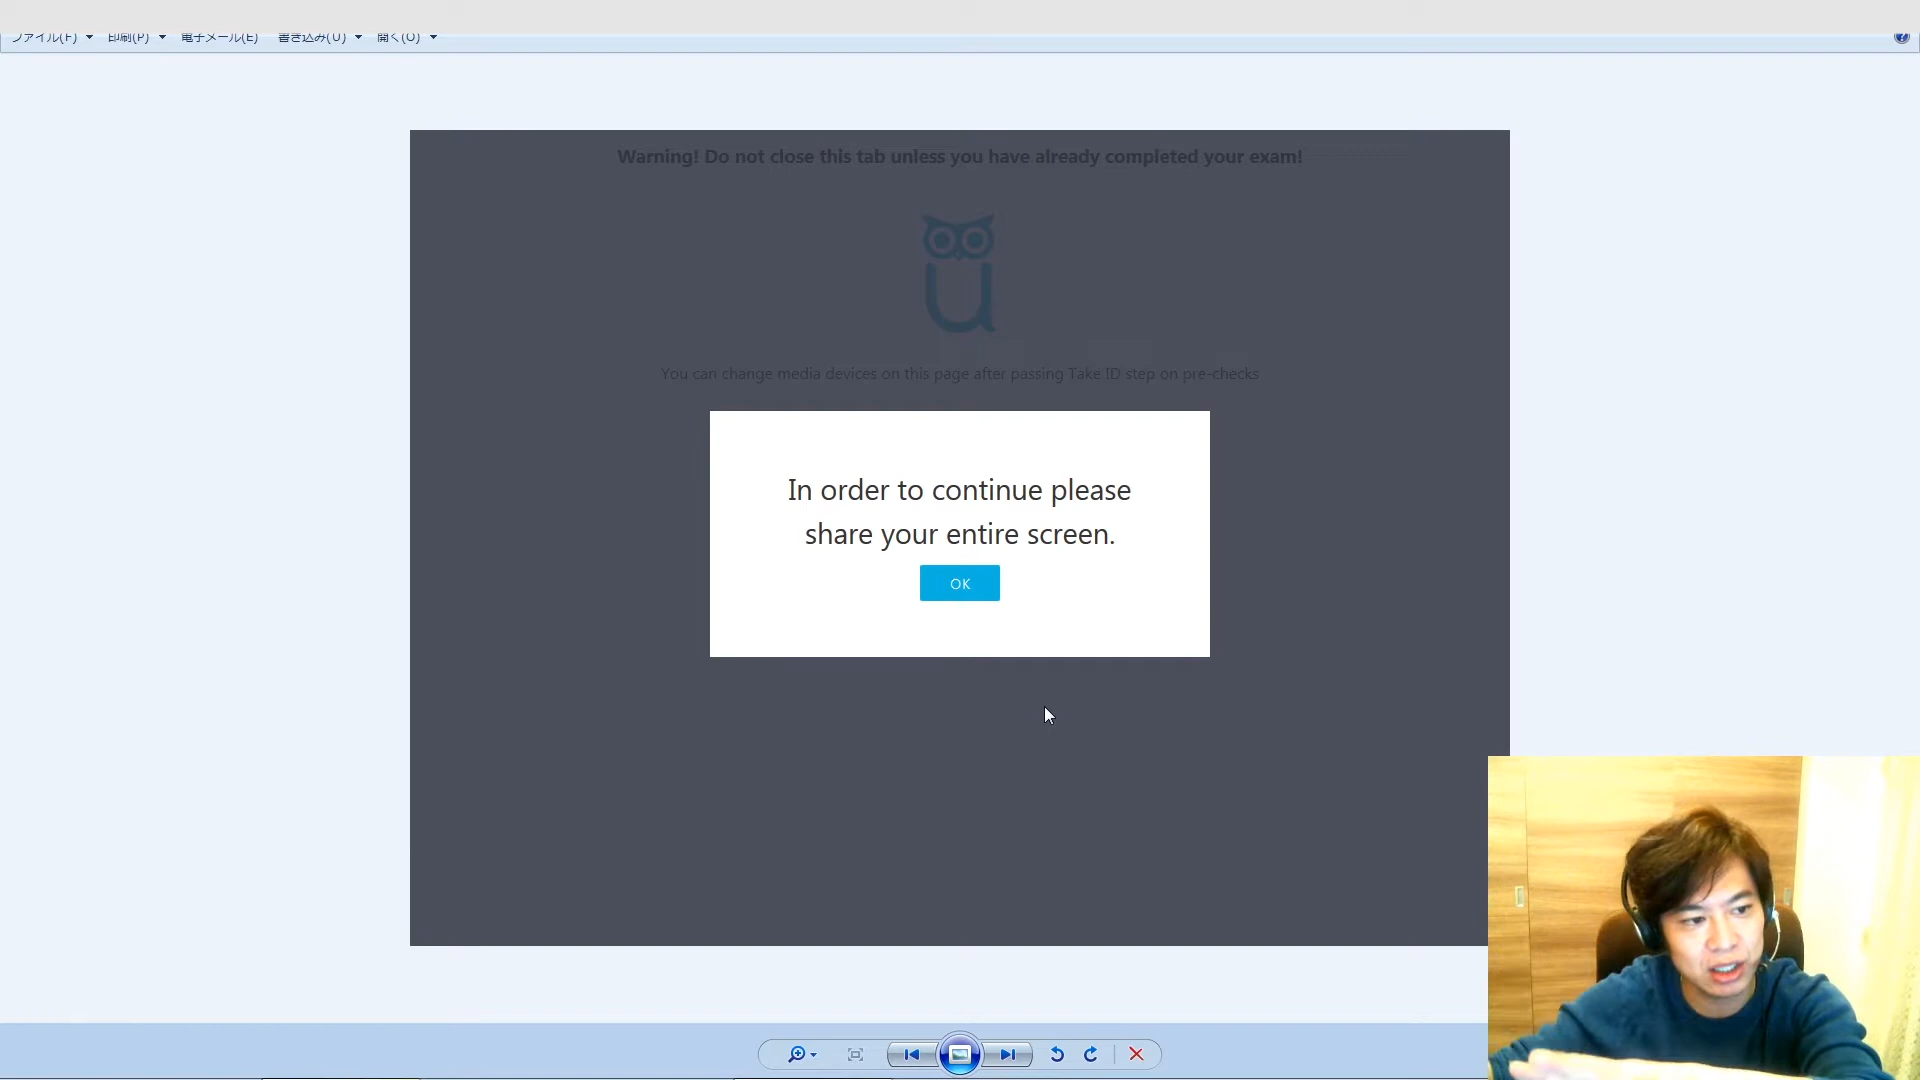 ファイル(F) 印刷(P) 電子メール(E) 書き込み(U) 開く(O)
Warning! Do not close this tab unless you have already completed your exam!
You can change media devices on this page after passing Take ID step on pre-checks
In order to continue please
share your entire screen.
OK